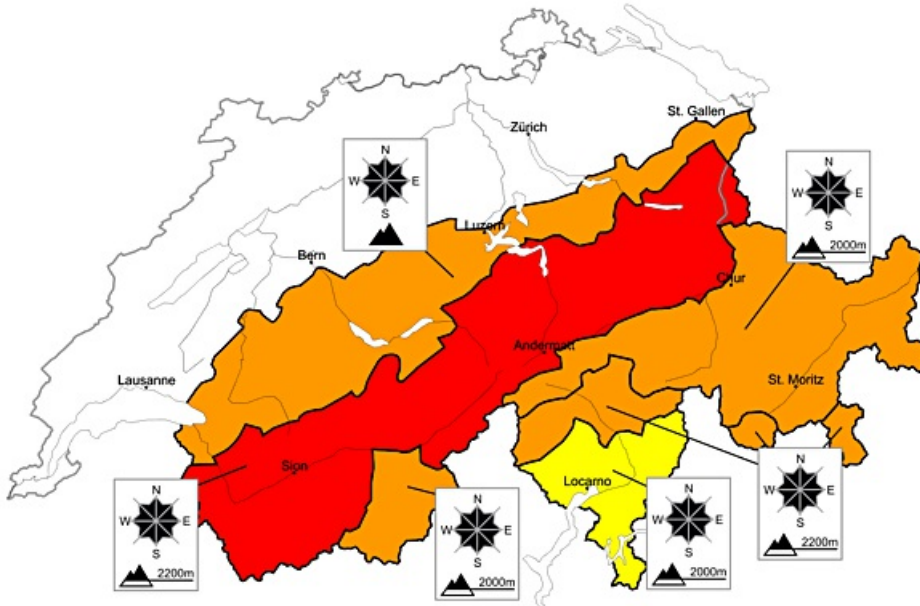 St. Gallen
Zürich
N
W E
S
Luzern
N
W E
S
2000m
Bern
Chur
Andermatt
Lausanne
St. Moritz
Sion
Locarno
N
W E
S
2200m
N
W E
S
2000m
N
W E
S
2000m
N
W E
S
2200m